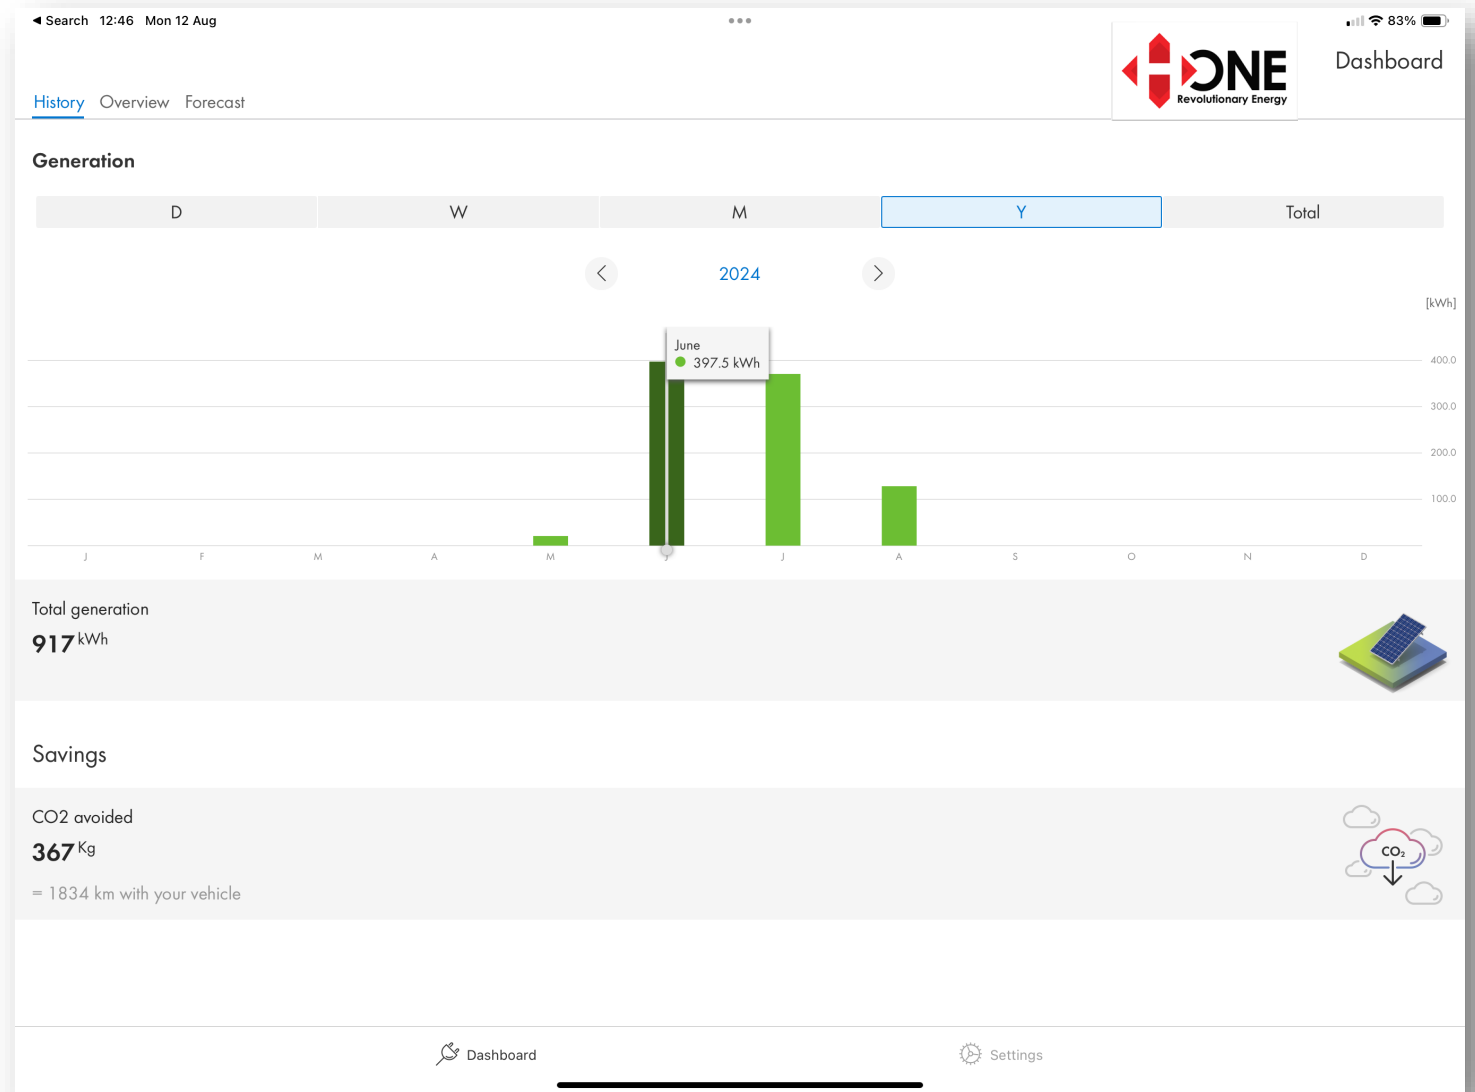 ◀ Search 12:46 Mon 12 Aug
83%
ONE
Revolutionary Energy
Dashboard
History Overview Forecast
Generation
D W M Y Total
2024
[kWh]
June
397.5 kWh
400.0
300.0
200.0
100.0
J F M A M J J A S O N D
Total generation
917 kWh
Savings
CO2 avoided
367 Kg
= 1834 km with your vehicle
CO₂
Dashboard
Settings